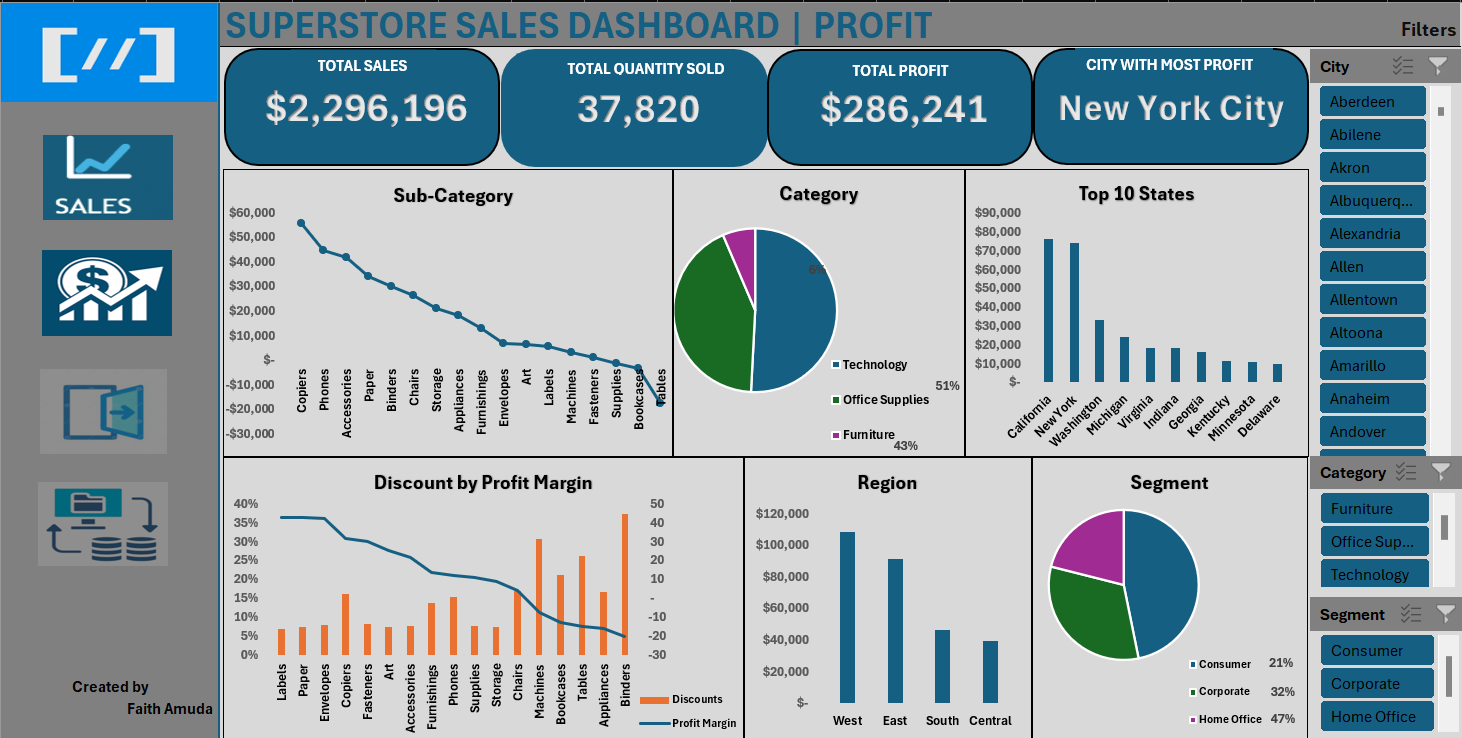 [//]
SUPERSTORE SALES DASHBOARD | PROFIT
Filters
TOTAL SALES
$2,296,196
TOTAL QUANTITY SOLD
37,820
TOTAL PROFIT
$286,241
CITY WITH MOST PROFIT
New York City
SALES
$
Created by
Faith Amuda
Sub-Category
$60,000
$50,000
$40,000
$30,000
$20,000
$10,000
$-
-$10,000
-$20,000
-$30,000
Copiers
Phones
Accessories
Paper
Binders
Chairs
Storage
Appliances
Furnishings
Envelopes
Art
Labels
Machines
Fasteners
Supplies
Bookcases
Tables
Category
6%
Technology
51%
Office Supplies
Furniture
43%
Top 10 States
$90,000
$80,000
$70,000
$60,000
$50,000
$40,000
$30,000
$20,000
$10,000
$-
California
New York
Washington
Michigan
Virginia
Indiana
Georgia
Kentucky
Minnesota
Delaware
Discount by Profit Margin
40%
35%
30%
25%
20%
15%
10%
5%
0%
50
40
30
20
10
-
-10
-20
-30
Labels
Paper
Envelopes
Copiers
Fasteners
Art
Accessories
Furnishings
Phones
Supplies
Storage
Chairs
Machines
Bookcases
Tables
Appliances
Binders
Discounts
Profit Margin
Region
$120,000
$100,000
$80,000
$60,000
$40,000
$20,000
$-
West
East
South
Central
Segment
Consumer 21%
Corporate 32%
Home Office 47%
City
Aberdeen
Abilene
Akron
Albuquerq...
Alexandria
Allen
Allentown
Altoona
Amarillo
Anaheim
Andover
Category
Furniture
Office Sup...
Technology
Segment
Consumer
Corporate
Home Office